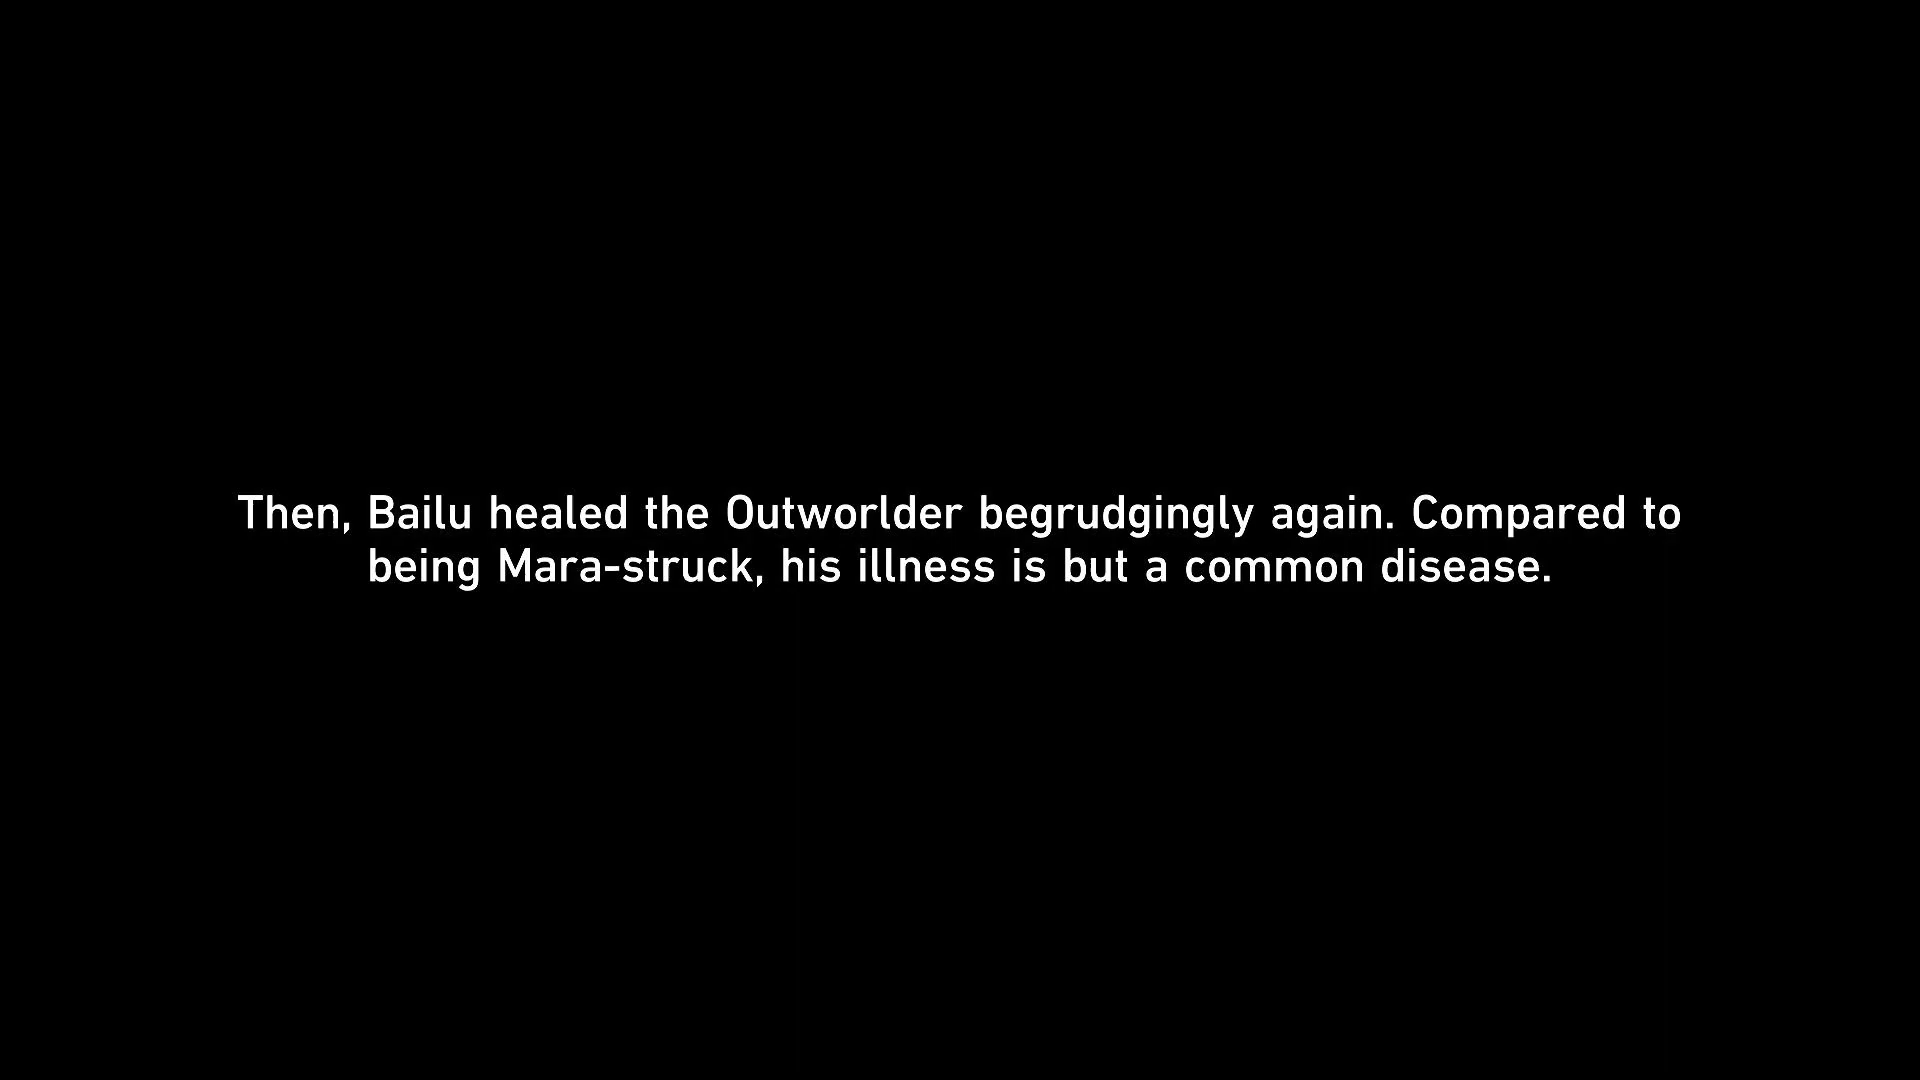 Then, Bailu healed the Outworlder begrudgingly again. Compared to
being Mara-struck, his illness is but a common disease.